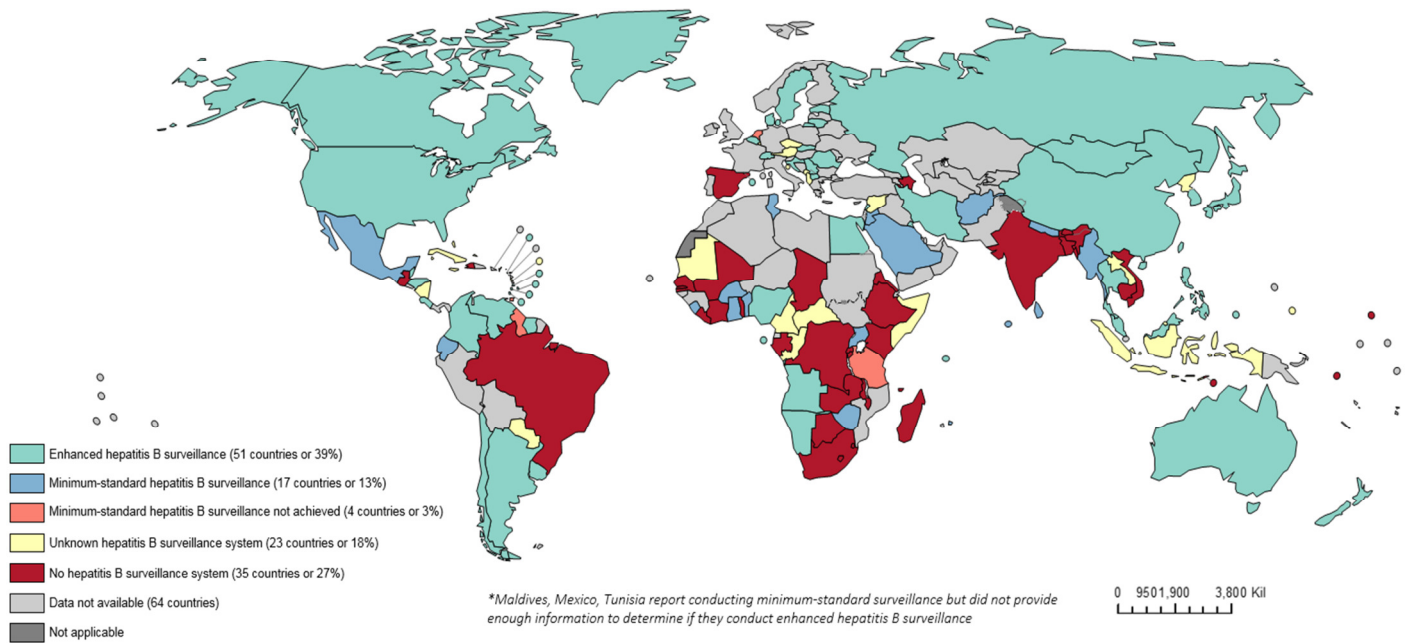 Enhanced hepatitis B surveillance (51 countries or 39%)
Minimum-standard hepatitis B surveillance (17 countries or 13%)
Minimum-standard hepatitis B surveillance not achieved (4 countries or 3%)
Unknown hepatitis B surveillance system (23 countries or 18%)
No hepatitis B surveillance system (35 countries or 27%)
Data not available (64 countries)
Not applicable
*Maldives, Mexico, Tunisia report conducting minimum-standard surveillance but did not provide
enough information to determine if they conduct enhanced hepatitis B surveillance
0 9501,900 3,800 Kil